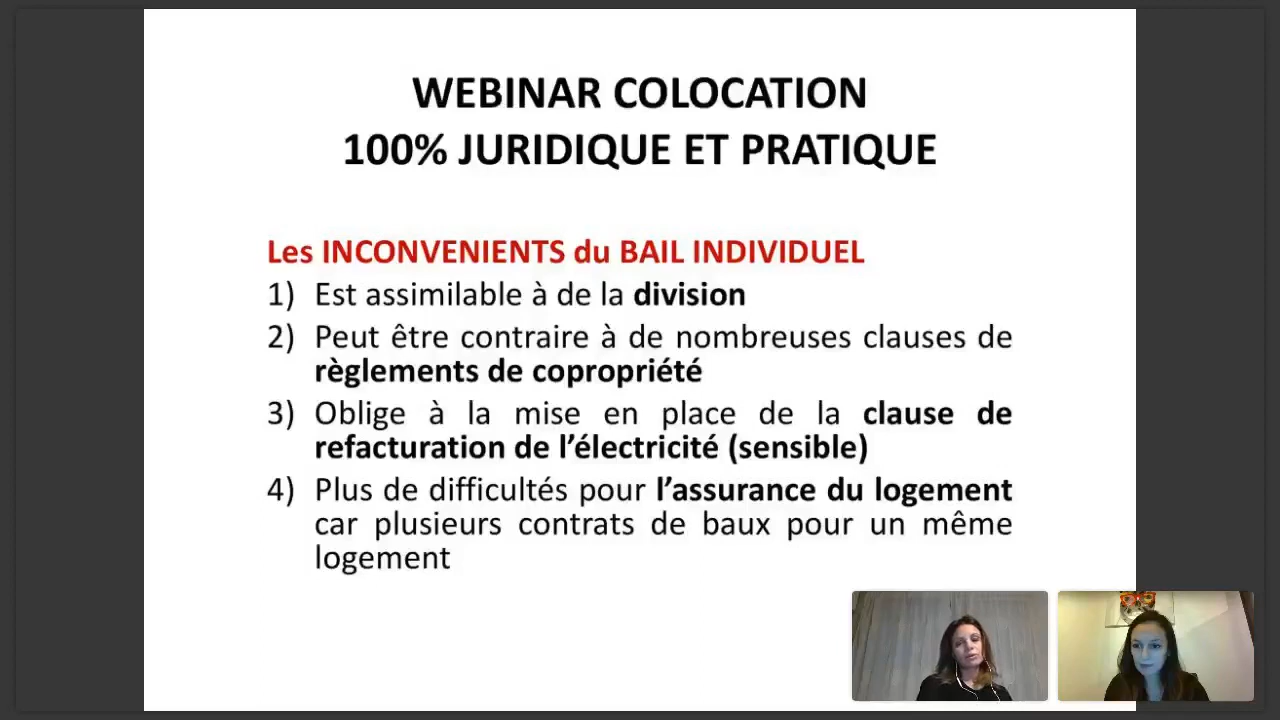 WEBINAR COLOCATION
100% JURIDIQUE ET PRATIQUE
Les INCONVENIENTS du BAIL INDIVIDUEL
1) Est assimilable à de la division
2) Peut être contraire à de nombreuses clauses de
règlements de copropriété
3) Oblige à la mise en place de la clause de
refacturation de l’électricité (sensible)
4) Plus de difficultés pour l’assurance du logement
car plusieurs contrats de baux pour un même
logement